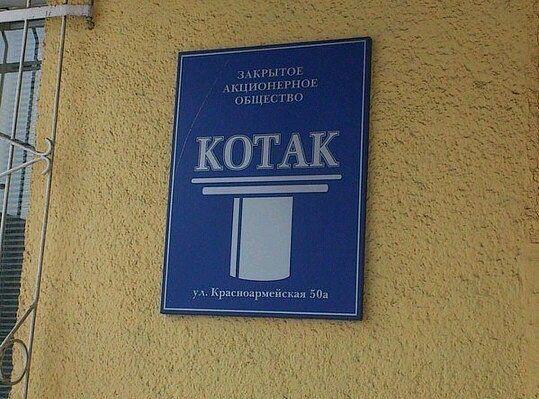 ЗАКРЫТОЕ
АКЦИОНЕРНОЕ
ОБЩЕСТВО
КОТАК
ул. Красноармейская 50а